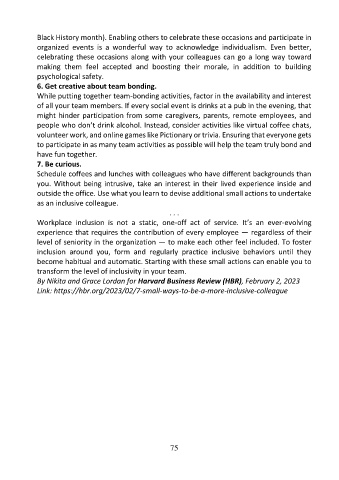 Black History month). Enabling others to celebrate these occasions and participate in
organized events is a wonderful way to acknowledge individualism. Even better,
celebrating these occasions along with your colleagues can go a long way toward
making them feel accepted and boosting their morale, in addition to building
psychological safety.
6. Get creative about team bonding.
While putting together team-bonding activities, factor in the availability and interest
of all your team members. If every social event is drinks at a pub in the evening, that
might hinder participation from some caregivers, parents, remote employees, and
people who don't drink alcohol. Instead, consider activities like virtual coffee chats,
volunteer work, and online games like Pictionary or trivia. Ensuring that everyone gets
to participate in as many team activities as possible will help the team truly bond and
have fun together.
7. Be curious.
Schedule coffees and lunches with colleagues who have different backgrounds than
you. Without being intrusive, take an interest in their lived experience inside and
outside the office. Use what you learn to devise additional small actions to undertake
as an inclusive colleague.
. . .
Workplace inclusion is not a static, one-off act of service. It's an ever-evolving
experience that requires the contribution of every employee — regardless of their
level of seniority in the organization — to make each other feel included. To foster
inclusion around you, form and regularly practice inclusive behaviors until they
become habitual and automatic. Starting with these small actions can enable you to
transform the level of inclusivity in your team.
By Nikita and Grace Lordan for Harvard Business Review (HBR), February 2, 2023
Link: https://hbr.org/2023/02/7-small-ways-to-be-a-more-inclusive-colleague
75